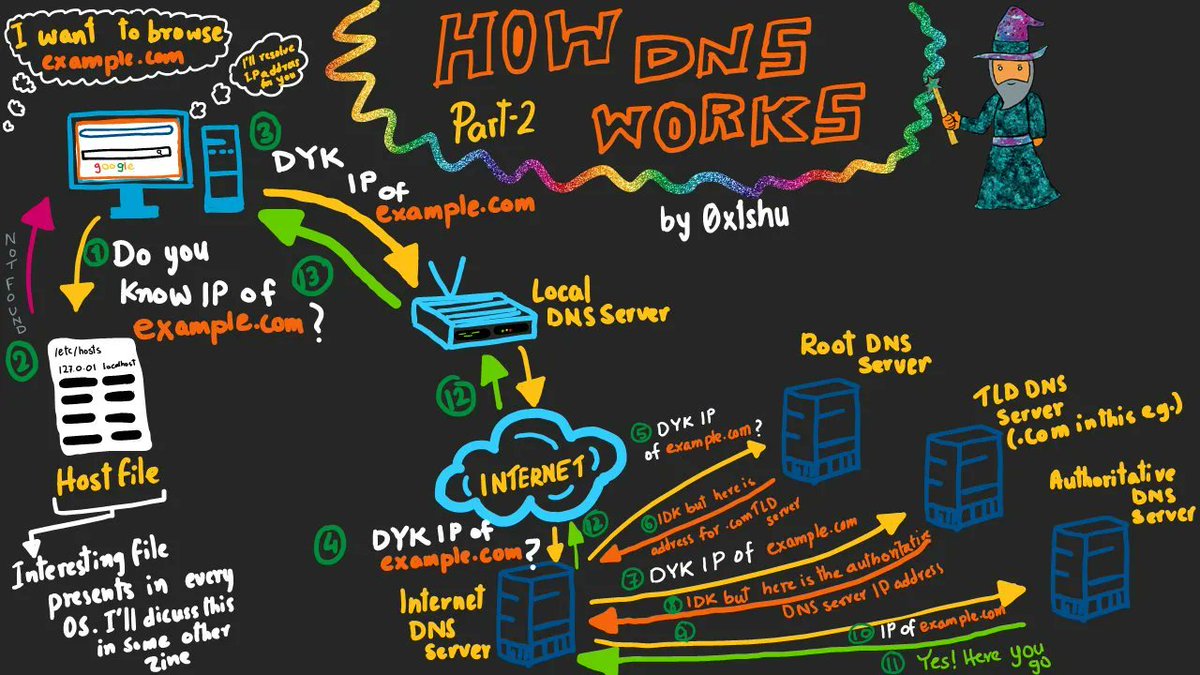 I want to browse
example.com
I'll resolve
I.P addras
for you
HOW DNS
WORKS
Part-2
by 0x1shu
google
3
DYK
IP of
example.com
NOT FOUND
1 Do you
know IP of
example.com ?
13
2
/etc/hosts
127.0.01 localhost
Host file
Interesting file
presents in every
OS. I'll discuss this
in some other
zine
Local
DNS Server
12
INTERNET
4 DYK IP of
example.com?
12
Internet
DNS
Server
Root DNS
Server
5 DYK IP
of example.com?
6 IDK but here is
address for .com TLD
server
TLD DNS
Server
(.com in this e.g.)
7 DYK IP of example.com
8 IDK but here is the authoritative
DNS server IP address
Authoritative
DNS
Server
9
10 IP of example.com
11 Yes! Here you
go